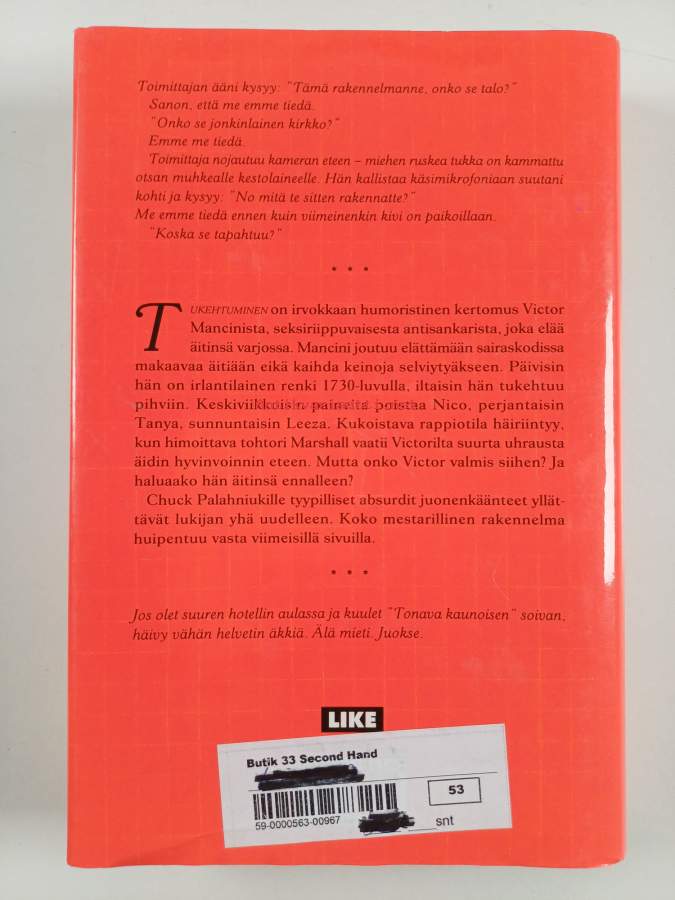 Toimittajan ääni kysyy: "Tämä rakennelmanne, onko se talo?"
Sanon, että me emme tiedä.
"Onko se jonkinlainen kirkko?"
Emme me tiedä.
Toimittaja nojautuu kameran eteen – miehen ruskea tukka on kammattu
otsan muhkealle kestolaineelle. Hän kallistaa käsimikrofoniaan suutani
kohti ja kysyy: "No mitä te sitten rakennatte?"
Me emme tiedä ennen kuin viimeinenkin kivi on paikoillaan.
"Koska se tapahtuu?"
• • •
TUKEHTUMINEN on irvokkaan humoristinen kertomus Victor
Mancinista, seksiriippuvaisesta antisankarista, joka elää
äitinsä varjossa. Mancini joutuu elättämään sairaskodissa
makaavaa äitiään eikä kaihda keinoja selviytyäkseen. Päivisin
hän on irlantilainen renki 1730-luvulla, iltaisin hän tukehtuu
pihviin. Keskiviikkoisin paineita poistaa Nico, perjantaisin
Tanya, sunnuntaisin Leeza. Kukoistava rappiotila häiriintyy,
kun himoittava tohtori Marshall vaatii Victorilta suurta uhrausta
äidin hyvinvoinnin eteen. Mutta onko Victor valmis siihen? Ja
haluaako hän äitinsä ennalleen?
Chuck Palahniukille tyypilliset absurdit juonenkäänteet yllät-
tävät lukijan yhä uudelleen. Koko mestarillinen rakennelma
huipentuu vasta viimeisillä sivuilla.
• • •
Jos olet suuren hotellin aulassa ja kuulet "Tonava kaunoisen" soivan,
häivy vähän helvetin äkkiä. Älä mieti. Juokse.
LIKE
Butik 33 Second Hand
53
59-0000563-00967
snt